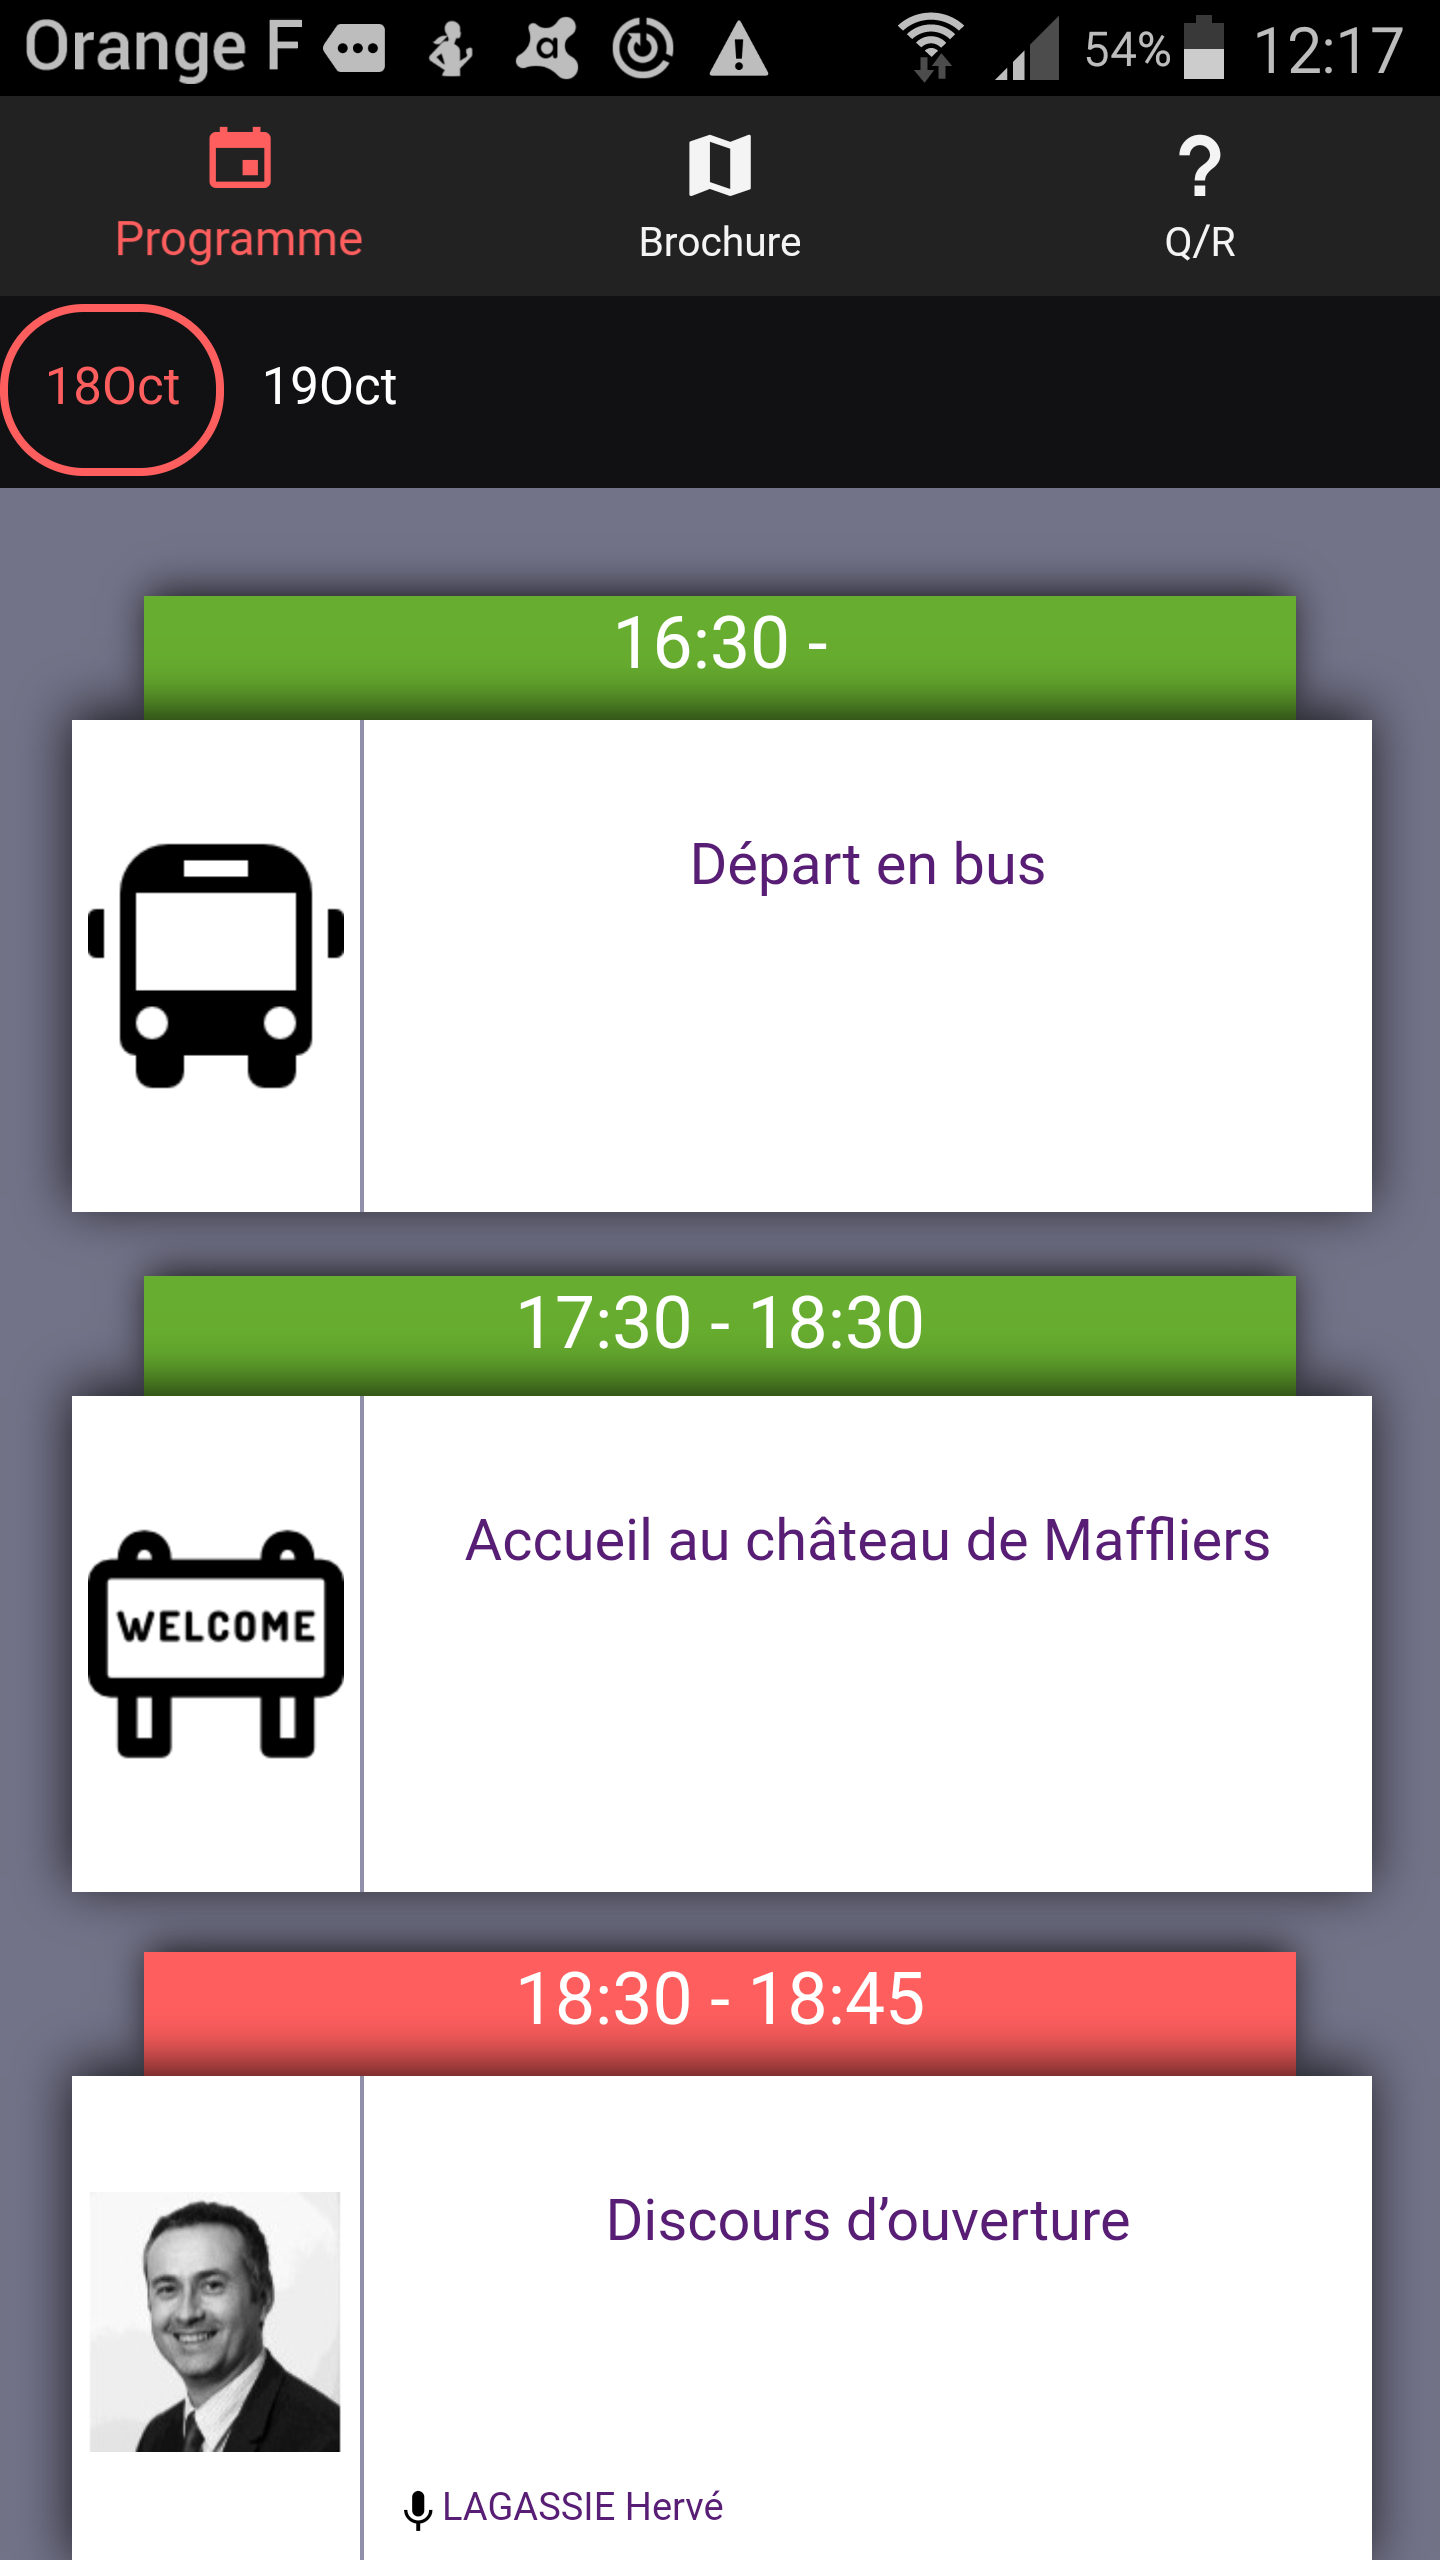 Orange F 54% 12:17
Programme Brochure Q/R
18Oct 19Oct
16:30 -
Départ en bus
17:30 - 18:30
WELCOME
Accueil au château de Maffliers
18:30 - 18:45
Discours d’ouverture
LAGASSIE Hervé